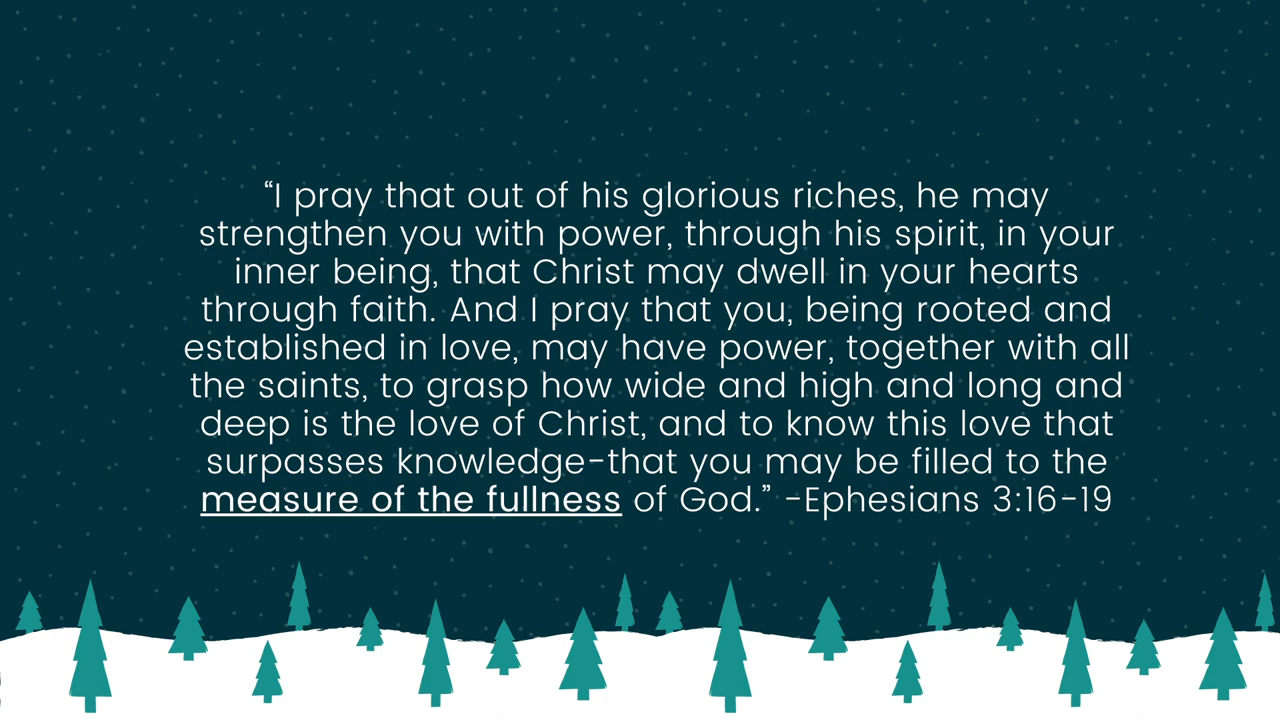 “I pray that out of his glorious riches, he may
strengthen you with power, through his spirit, in your
inner being, that Christ may dwell in your hearts
through faith. And I pray that you, being rooted and
established in love, may have power, together with all
the saints, to grasp how wide and high and long and
deep is the love of Christ, and to know this love that
surpasses knowledge-that you may be filled to the
measure of the fullness of God.” -Ephesians 3:16-19